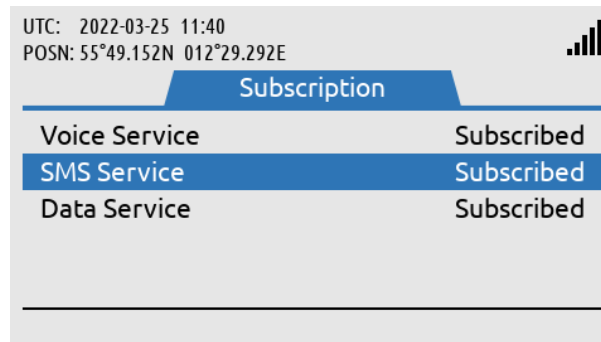 UTC: 2022-03-25 11:40
POSN: 55°49.152N 012°29.292E
Subscription
Voice Service Subscribed
SMS Service Subscribed
Data Service Subscribed